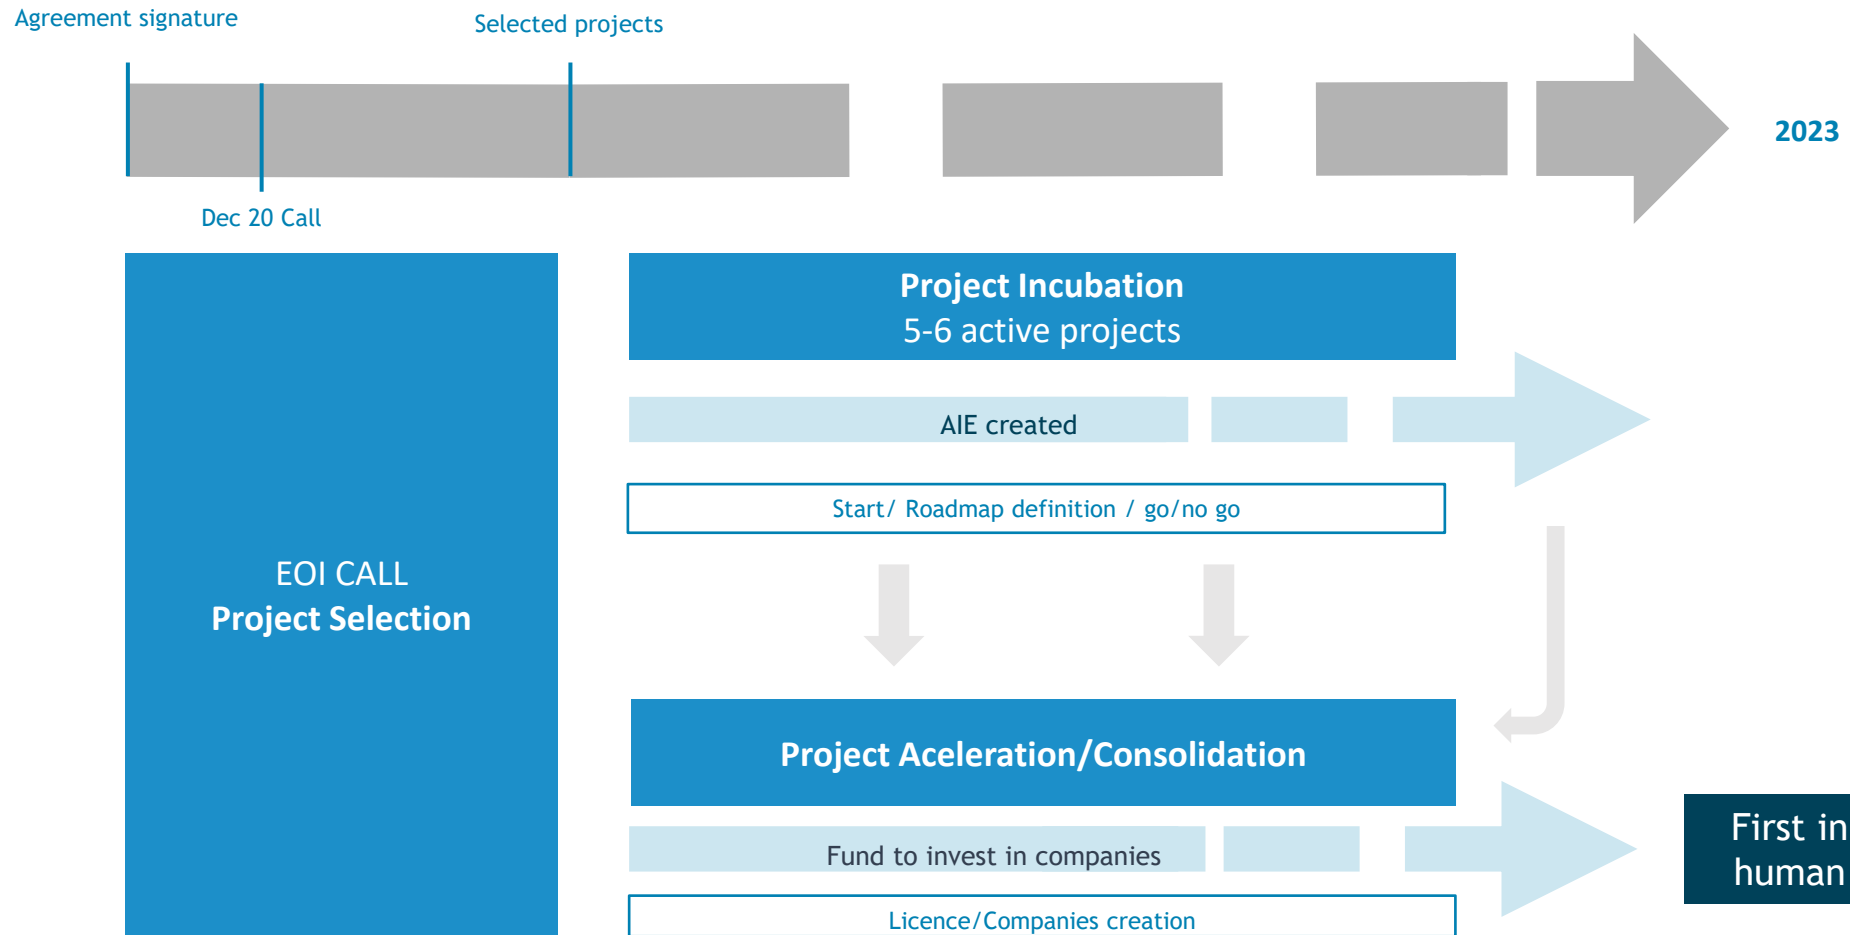 Agreement signature
Selected projects
2023
Dec 20 Call
EOI CALL
Project Selection
Project Incubation
5-6 active projects
AIE created
Start/ Roadmap definition / go/no go
Project Aceleration/Consolidation
Fund to invest in companies
Licence/Companies creation
First in
human